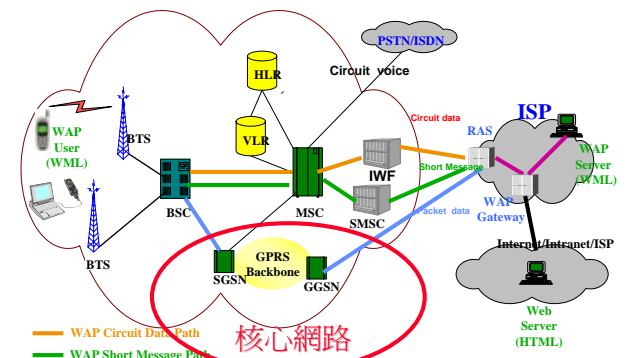 PSTN/ISDN
HLR
Circuit voice
Circuit data
ISP
RAS
WAP
User
(WML)
BTS
VLR
IWF
Short Message
WAP
Server
(WML)
BSC
MSC
SMSC
Packet data
WAP
Gateway
BTS
SGSN
GPRS
Backbone
GGSN
Internet/Intranet/ISP
Web
Server
(HTML)
核心網路
WAP Circuit Data Path
WAP Short Message Path